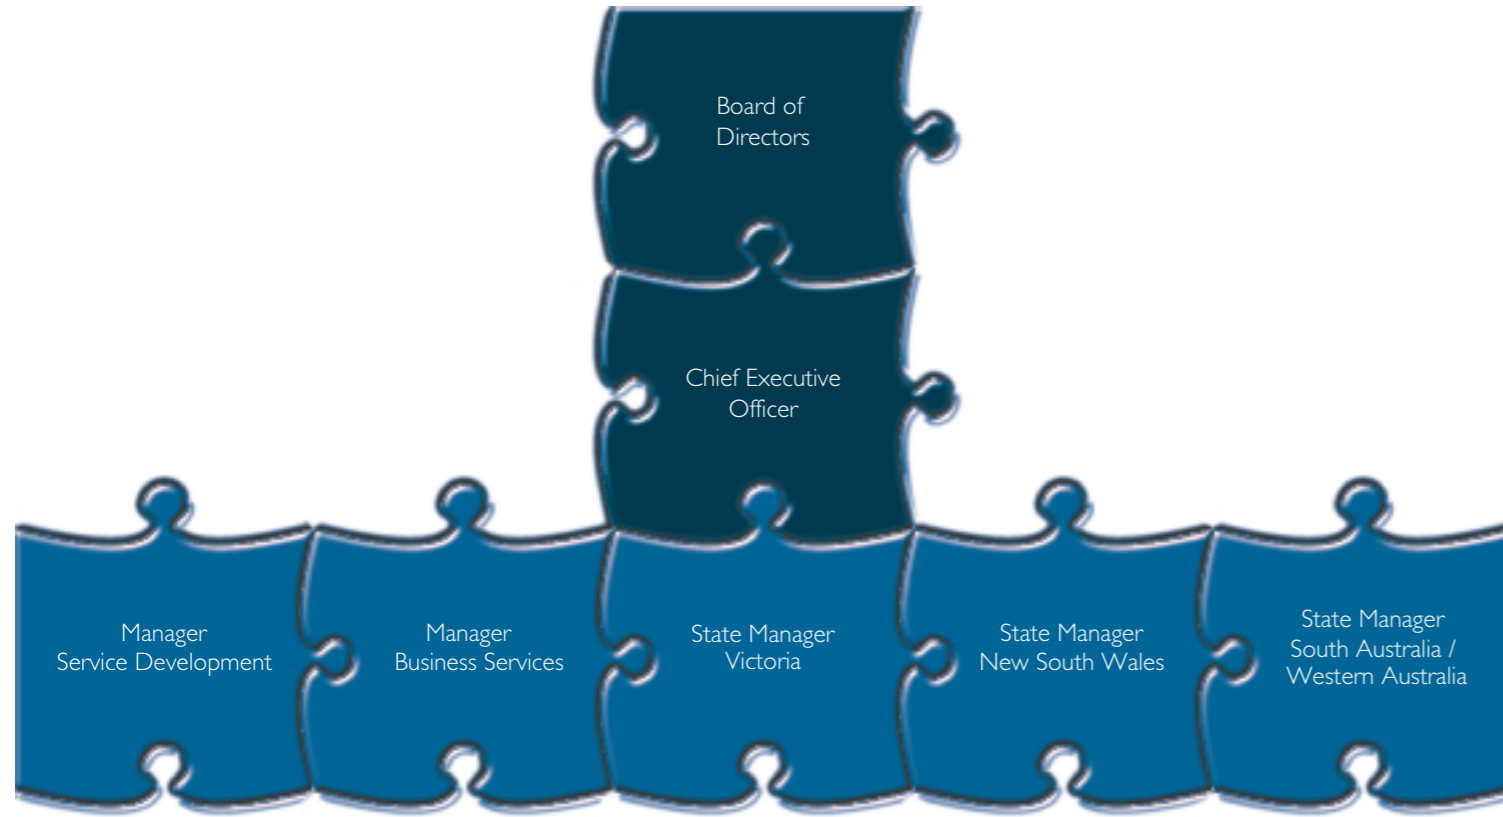 Board of
Directors
Chief Executive
Officer
Manager
Service Development
Manager
Business Services
State Manager
Victoria
State Manager
New South Wales
State Manager
South Australia /
Western Australia